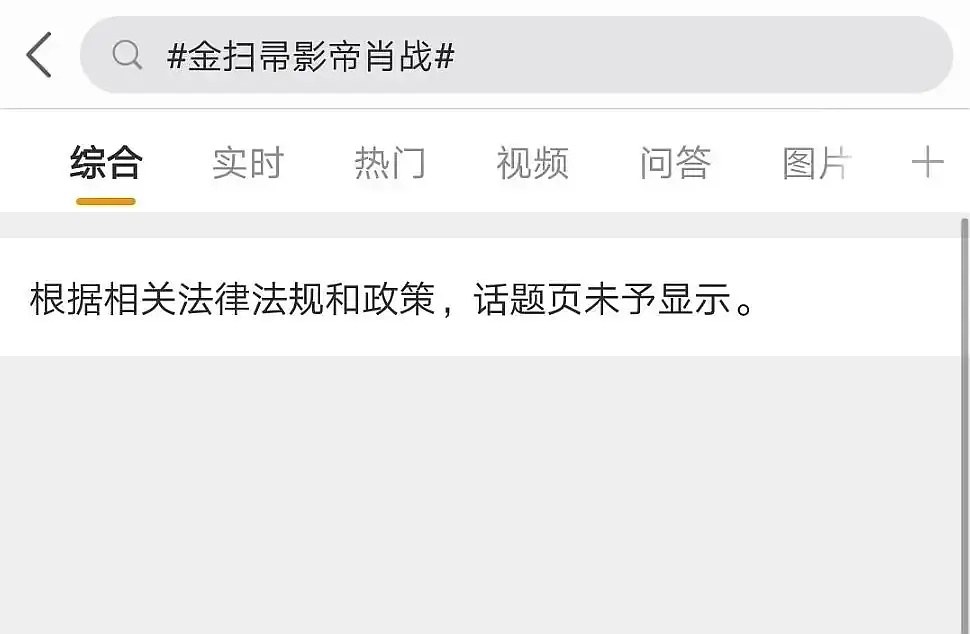 #金扫帚影帝肖战#
综合 实时 热门 视频 问答 图片
根据相关法律法规和政策，话题页未予显示。